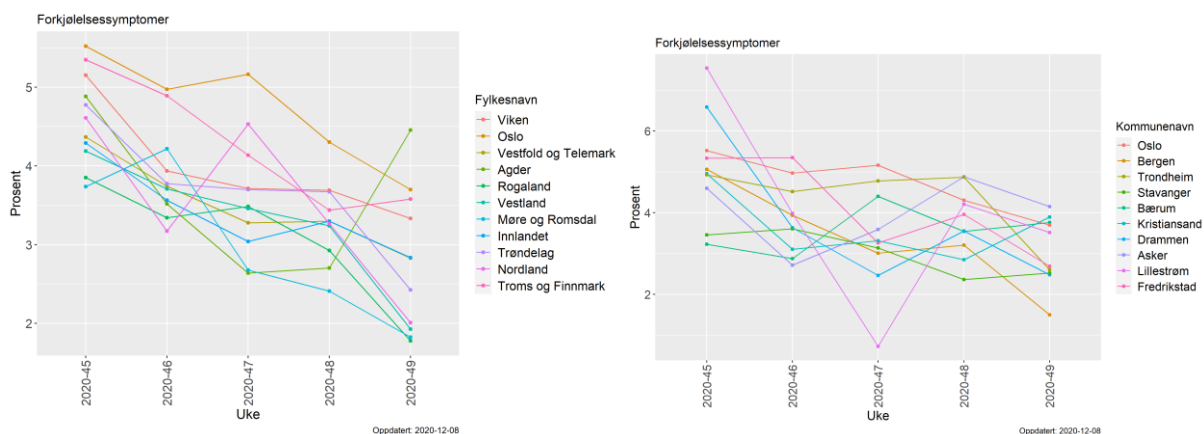 Forkjølelsessymptomer
5
4
3
2
Prosent
2020-45
2020-46
2020-47
2020-48
2020-49
Uke
Fylkesnavn
Viken
Oslo
Vestfold og Telemark
Agder
Rogaland
Vestland
Møre og Romsdal
Innlandet
Trøndelag
Nordland
Troms og Finnmark
Oppdatert: 2020-12-08
Forkjølelsessymptomer
6
4
2
Prosent
2020-45
2020-46
2020-47
2020-48
2020-49
Uke
Kommunenavn
Oslo
Bergen
Trondheim
Stavanger
Bærum
Kristiansand
Drammen
Asker
Lillestrøm
Fredrikstad
Oppdatert: 2020-12-08